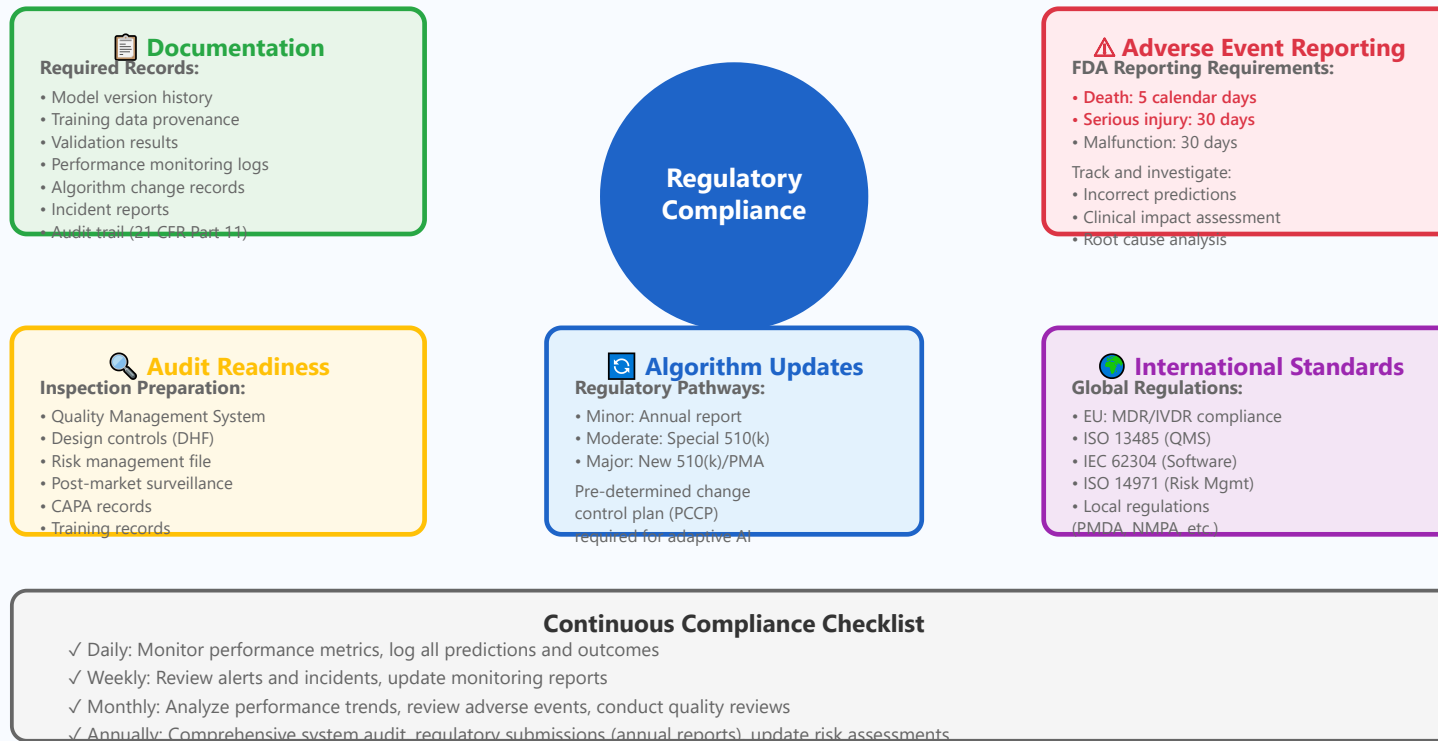 📋 Documentation
Required Records:
• Model version history
• Training data provenance
• Validation results
• Performance monitoring logs
• Algorithm change records
• Incident reports
• Audit trail (21 CFR Part 11)
Regulatory
Compliance
⚠ Adverse Event Reporting
FDA Reporting Requirements:
• Death: 5 calendar days
• Serious injury: 30 days
• Malfunction: 30 days
Track and investigate:
• Incorrect predictions
• Clinical impact assessment
• Root cause analysis
🔍 Audit Readiness
Inspection Preparation:
• Quality Management System
• Design controls (DHF)
• Risk management file
• Post-market surveillance
• CAPA records
• Training records
🔄 Algorithm Updates
Regulatory Pathways:
• Minor: Annual report
• Moderate: Special 510(k)
• Major: New 510(k)/PMA
Pre-determined change
control plan (PCCP)
required for adaptive AI
🌍 International Standards
Global Regulations:
• EU: MDR/IVDR compliance
• ISO 13485 (QMS)
• IEC 62304 (Software)
• ISO 14971 (Risk Mgmt)
• Local regulations
(PMDA, NMPA, etc.)
Continuous Compliance Checklist
✓ Daily: Monitor performance metrics, log all predictions and outcomes
✓ Weekly: Review alerts and incidents, update monitoring reports
✓ Monthly: Analyze performance trends, review adverse events, conduct quality reviews
✓ Annually: Comprehensive system audit, regulatory submissions (annual reports), update risk assessments